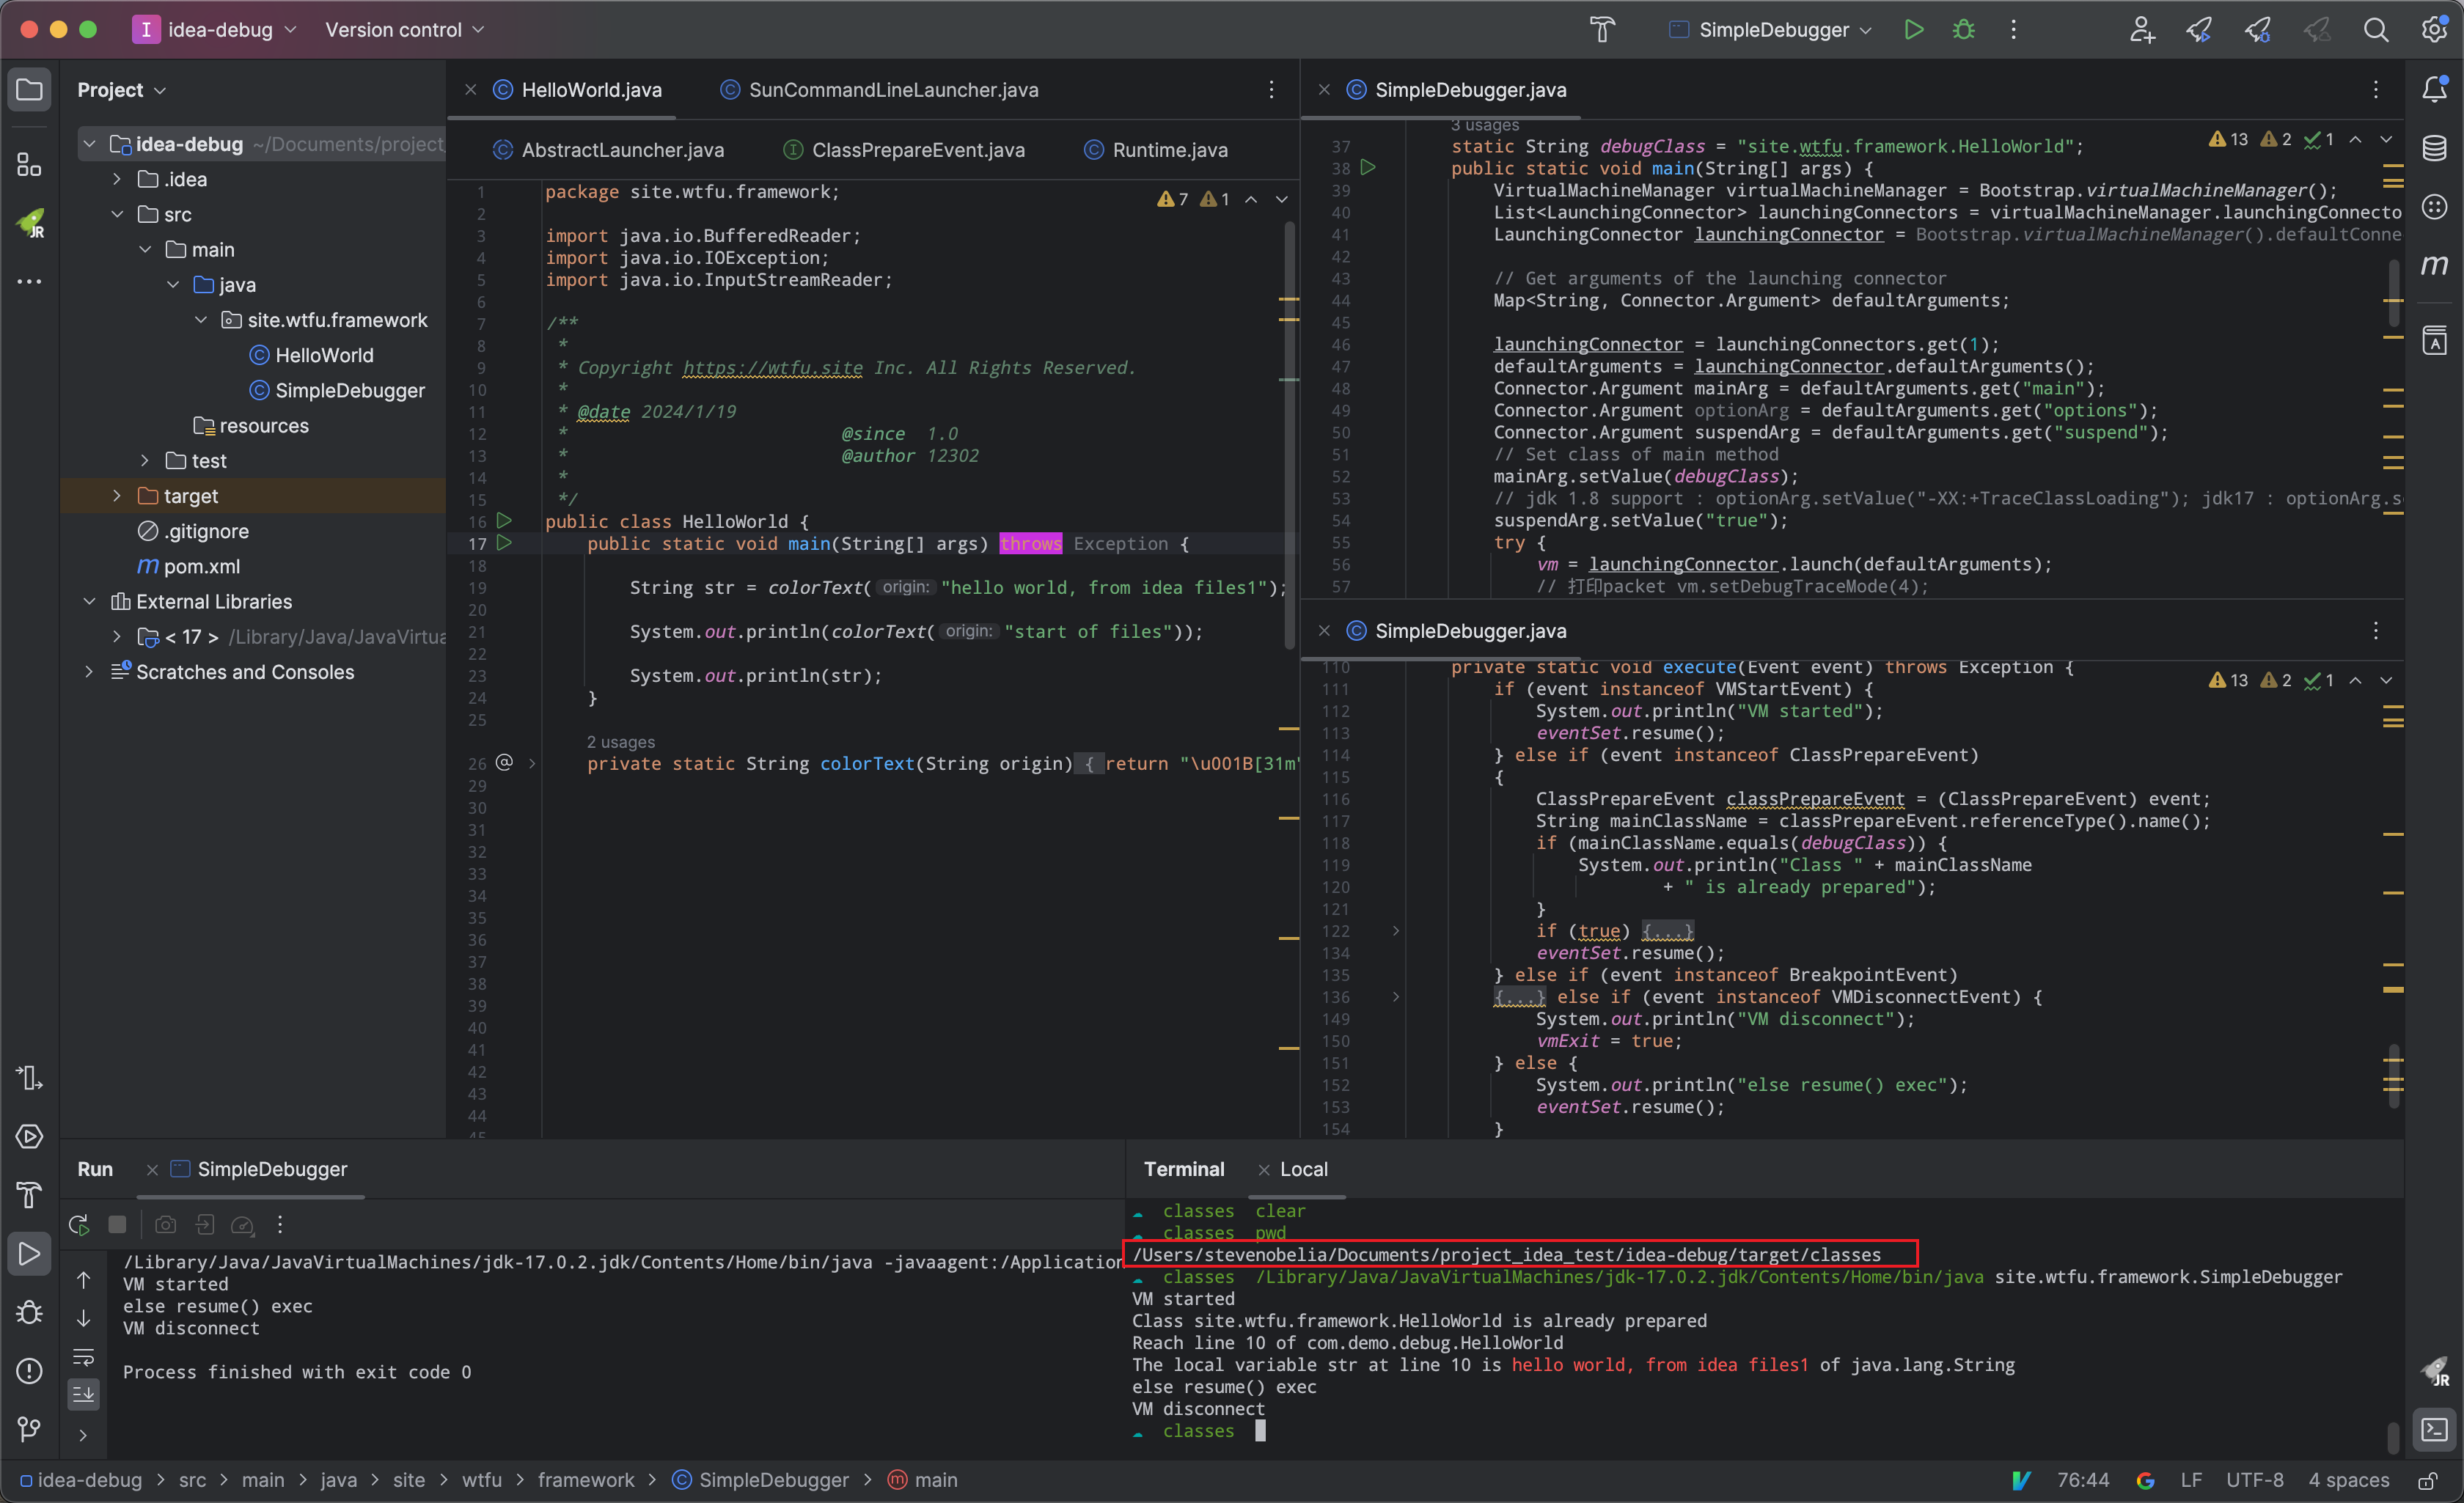 I idea-debug Version control SimpleDebugger
Project
idea-debug ~/Documents/project
.idea
src
main
java
site.wtfu.framework
HelloWorld
SimpleDebugger
resources
test
target
.gitignore
m pom.xml
External Libraries
< 17 > /Library/Java/JavaVirtua
Scratches and Consoles
HelloWorld.java SunCommandLineLauncher.java
AbstractLauncher.java ClassPrepareEvent.java Runtime.java
7 1
1 package site.wtfu.framework;
2
3 import java.io.BufferedReader;
4 import java.io.IOException;
5 import java.io.InputStreamReader;
6
7 /**
8 *
9 * Copyright https://wtfu.site Inc. All Rights Reserved.
10 *
11 * @date 2024/1/19
12 * @since 1.0
13 * @author 12302
14 *
15 */
16 public class HelloWorld {
17 public static void main(String[] args) throws Exception {
18
19 String str = colorText( origin: "hello world, from idea files1");
20
21 System.out.println(colorText( origin: "start of files"));
22
23 System.out.println(str);
24 }
25
2 usages
26 @ private static String colorText(String origin) { return "\u001B[31m"
29
30
31
32
33
34
35
36
37
38
39
40
41
42
43
44
45
SimpleDebugger.java
3 usages
13 2 1
37 static String debugClass = "site.wtfu.framework.HelloWorld";
38 public static void main(String[] args) {
39 VirtualMachineManager virtualMachineManager = Bootstrap.virtualMachineManager();
40 List<LaunchingConnector> launchingConnectors = virtualMachineManager.launchingConnecto
41 LaunchingConnector launchingConnector = Bootstrap.virtualMachineManager().defaultConne
42
43 // Get arguments of the launching connector
44 Map<String, Connector.Argument> defaultArguments;
45
46 launchingConnector = launchingConnectors.get(1);
47 defaultArguments = launchingConnector.defaultArguments();
48 Connector.Argument mainArg = defaultArguments.get("main");
49 Connector.Argument optionArg = defaultArguments.get("options");
50 Connector.Argument suspendArg = defaultArguments.get("suspend");
51 // Set class of main method
52 mainArg.setValue(debugClass);
53 // jdk 1.8 support : optionArg.setValue("-XX:+TraceClassLoading"); jdk17 : optionArg.s
54 suspendArg.setValue("true");
55 try {
56 vm = launchingConnector.launch(defaultArguments);
57 // 打印packet vm.setDebugTraceMode(4);
SimpleDebugger.java
13 2 1
110 private static void execute(Event event) throws Exception {
111 if (event instanceof VMStartEvent) {
112 System.out.println("VM started");
113 eventSet.resume();
114 } else if (event instanceof ClassPrepareEvent)
115 {
116 ClassPrepareEvent classPrepareEvent = (ClassPrepareEvent) event;
117 String mainClassName = classPrepareEvent.referenceType().name();
118 if (mainClassName.equals(debugClass)) {
119 System.out.println("Class " + mainClassName
120 + " is already prepared");
121 }
122 if (true) {...}
134 eventSet.resume();
135 } else if (event instanceof BreakpointEvent)
136 {...} else if (event instanceof VMDisconnectEvent) {
149 System.out.println("VM disconnect");
150 vmExit = true;
151 } else {
152 System.out.println("else resume() exec");
153 eventSet.resume();
154 }
Run SimpleDebugger
/Library/Java/JavaVirtualMachines/jdk-17.0.2.jdk/Contents/Home/bin/java -javaagent:/Application
VM started
else resume() exec
VM disconnect
Process finished with exit code 0
Terminal Local
classes clear
classes pwd
/Users/stevenobelia/Documents/project_idea_test/idea-debug/target/classes
classes /Library/Java/JavaVirtualMachines/jdk-17.0.2.jdk/Contents/Home/bin/java site.wtfu.framework.SimpleDebugger
VM started
Class site.wtfu.framework.HelloWorld is already prepared
Reach line 10 of com.demo.debug.HelloWorld
The local variable str at line 10 is hello world, from idea files1 of java.lang.String
else resume() exec
VM disconnect
classes
idea-debug > src > main > java > site > wtfu > framework > SimpleDebugger > main 76:44 LF UTF-8 4 spaces